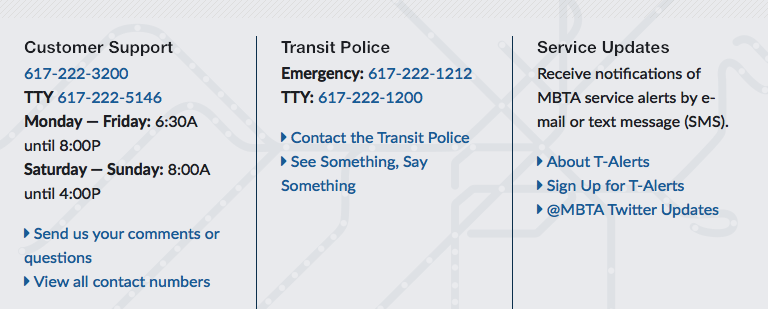 Customer Support
617-222-3200
TTY 617-222-5146
Monday — Friday: 6:30A
until 8:00P
Saturday — Sunday: 8:00A
until 4:00P
Send us your comments or
questions
View all contact numbers
Transit Police
Emergency: 617-222-1212
TTY: 617-222-1200
Contact the Transit Police
See Something, Say
Something
Service Updates
Receive notifications of
MBTA service alerts by e-
mail or text message (SMS).
About T-Alerts
Sign Up for T-Alerts
@MBTA Twitter Updates